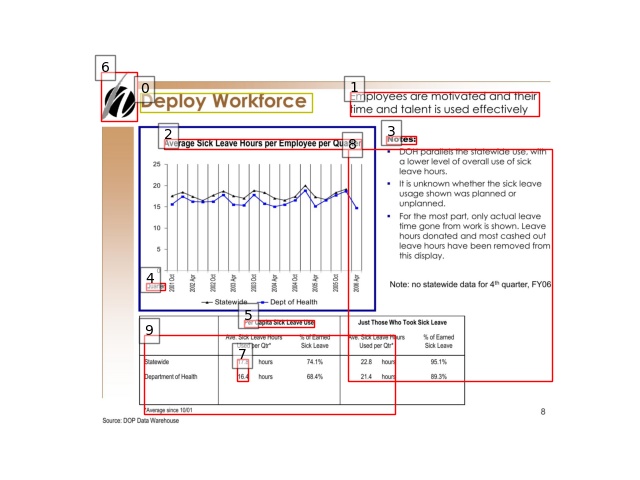 6
0
Deploy Workforce
1
Employees are motivated and their
time and talent is used effectively
2
Average Sick Leave Hours per Employee per Quarter
3
Notes:
8
DOH parallels the statewide use, with
a lower level of overall use of sick
leave hours.
It is unknown whether the sick leave
usage shown was planned or
unplanned.
For the most part, only actual leave
time gone from work is shown. Leave
hours donated and most cashed out
leave hours have been removed from
this display.
Note: no statewide data for 4th quarter, FY06
25
20
15
10
5
0
4
Quarter
2001 Oct
2002 Apr
2002 Oct
2003 Apr
2003 Oct
2004 Apr
2004 Oct
2005 Apr
2005 Oct
2006 Apr
Statewide
Dept of Health
5
Per Capita Sick Leave Use
Just Those Who Took Sick Leave
9
Ave. Sick Leave Hours
Used per Qtr*
% of Earned
Sick Leave
Ave. Sick Leave Hours
Used per Qtr*
% of Earned
Sick Leave
7
Statewide hours 74.1% 22.8 hours 95.1%
Department of Health 16.4 hours 68.4% 21.4 hours 89.3%
*Average since 10/01
Source: DOP Data Warehouse
8